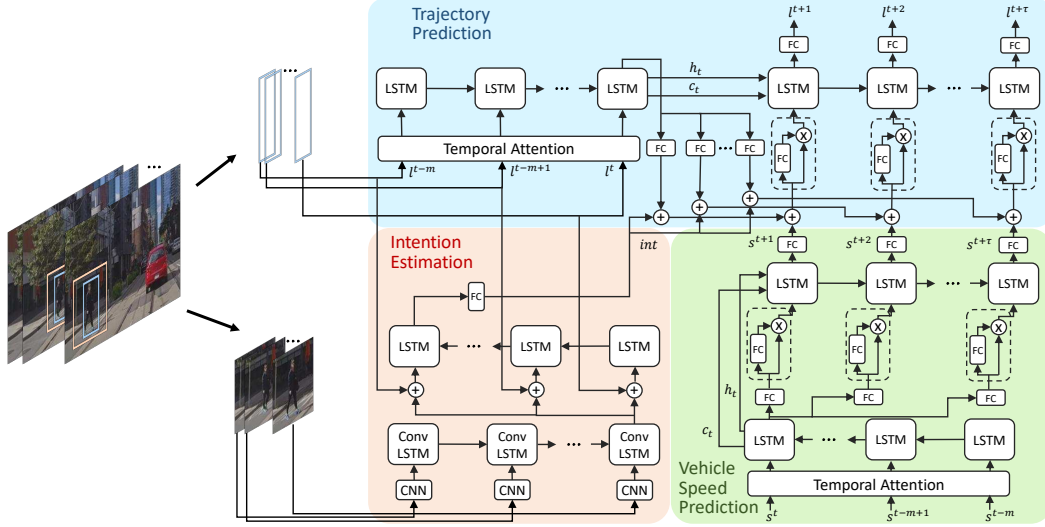 Trajectory
Prediction
l^{t+1} l^{t+2} l^{t+τ}
FC FC FC
LSTM LSTM ... LSTM h_t c_t LSTM LSTM ... LSTM
Temporal Attention
FC FC ... FC
FC X FC X FC X
l^{t-m} l^{t-m+1} l^t
+ + + + + +
Intention
Estimation
int
s^{t+1} FC s^{t+2} FC s^{t+τ} FC
FC
LSTM LSTM ... LSTM
LSTM ... LSTM LSTM
FC X FC X FC X
h_t
+ + +
FC FC FC
c_t
Conv
LSTM
Conv
LSTM
...
Conv
LSTM
LSTM ... LSTM LSTM
CNN CNN CNN
Vehicle
Speed
Prediction
Temporal Attention
s^t s^{t-m+1} s^{t-m}